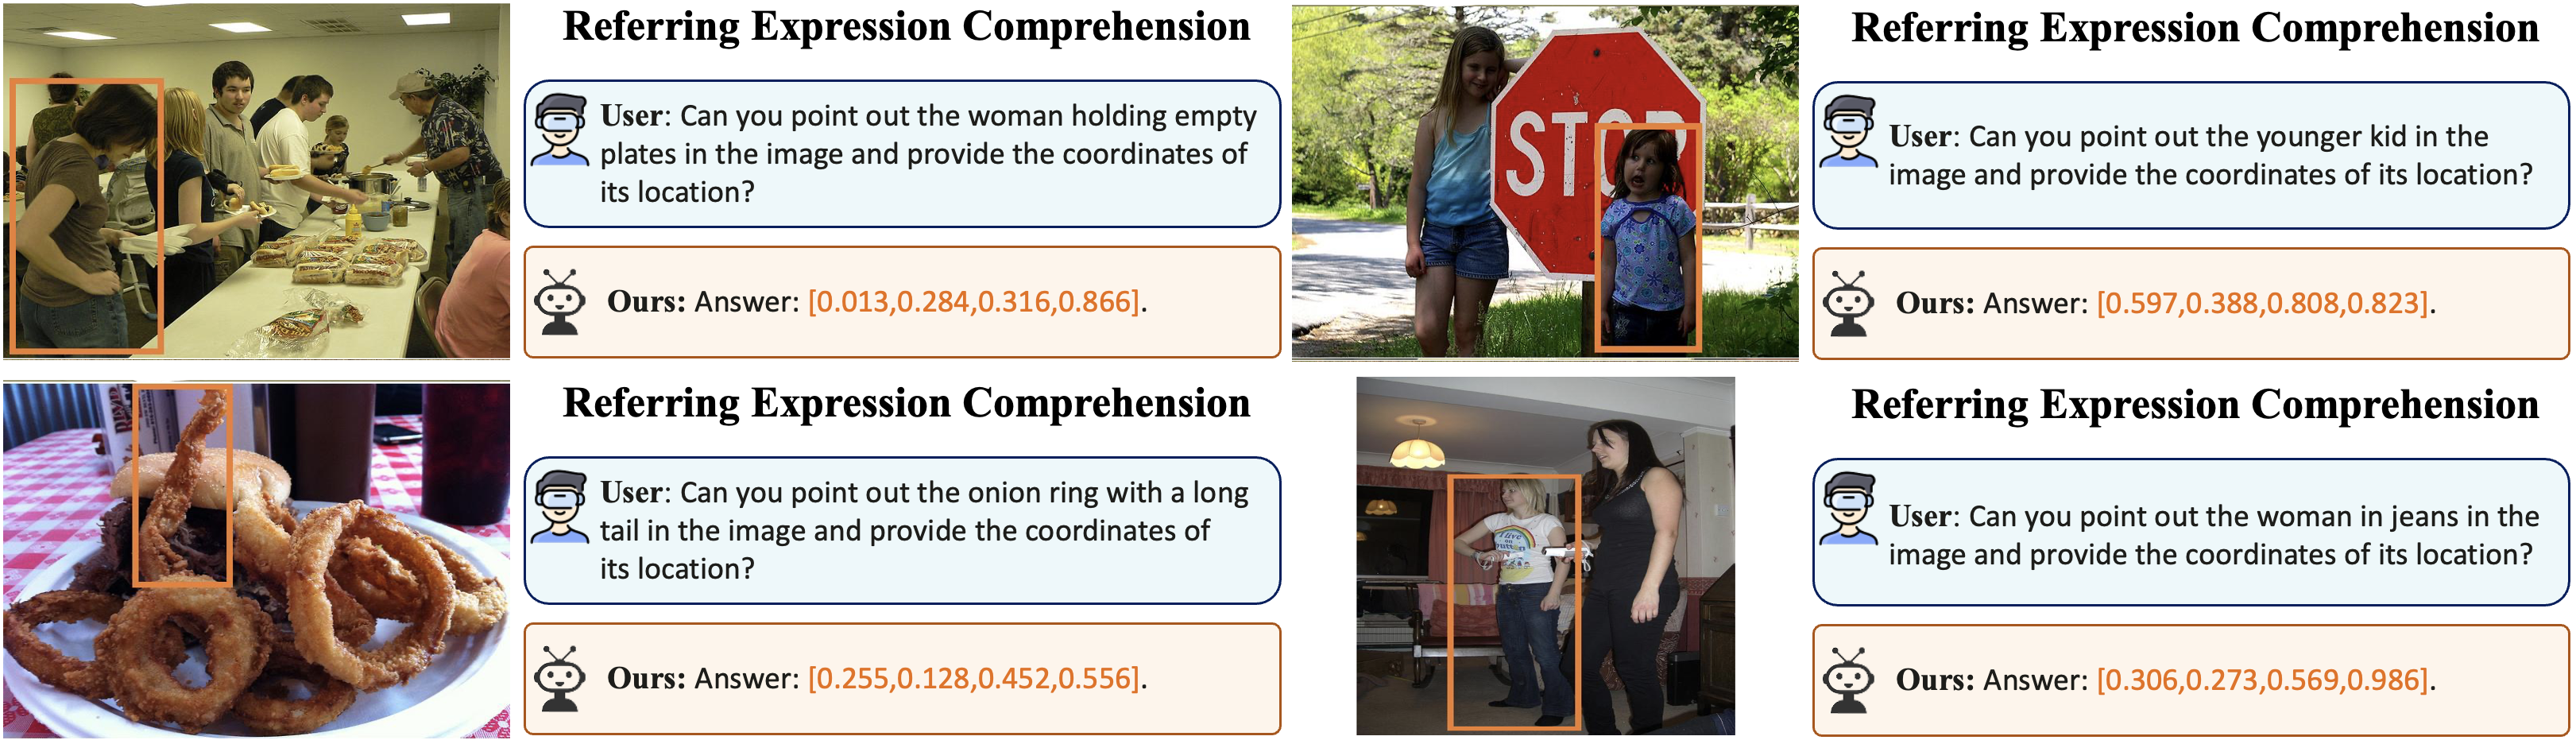 Referring Expression Comprehension
User: Can you point out the woman holding empty
plates in the image and provide the coordinates of
its location?
Ours: Answer: [0.013,0.284,0.316,0.866].
STOP
Referring Expression Comprehension
User: Can you point out the younger kid in the
image and provide the coordinates of its location?
Ours: Answer: [0.597,0.388,0.808,0.823].
Referring Expression Comprehension
User: Can you point out the onion ring with a long
tail in the image and provide the coordinates of
its location?
Ours: Answer: [0.255,0.128,0.452,0.556].
Referring Expression Comprehension
User: Can you point out the woman in jeans in the
image and provide the coordinates of its location?
Ours: Answer: [0.306,0.273,0.569,0.986].